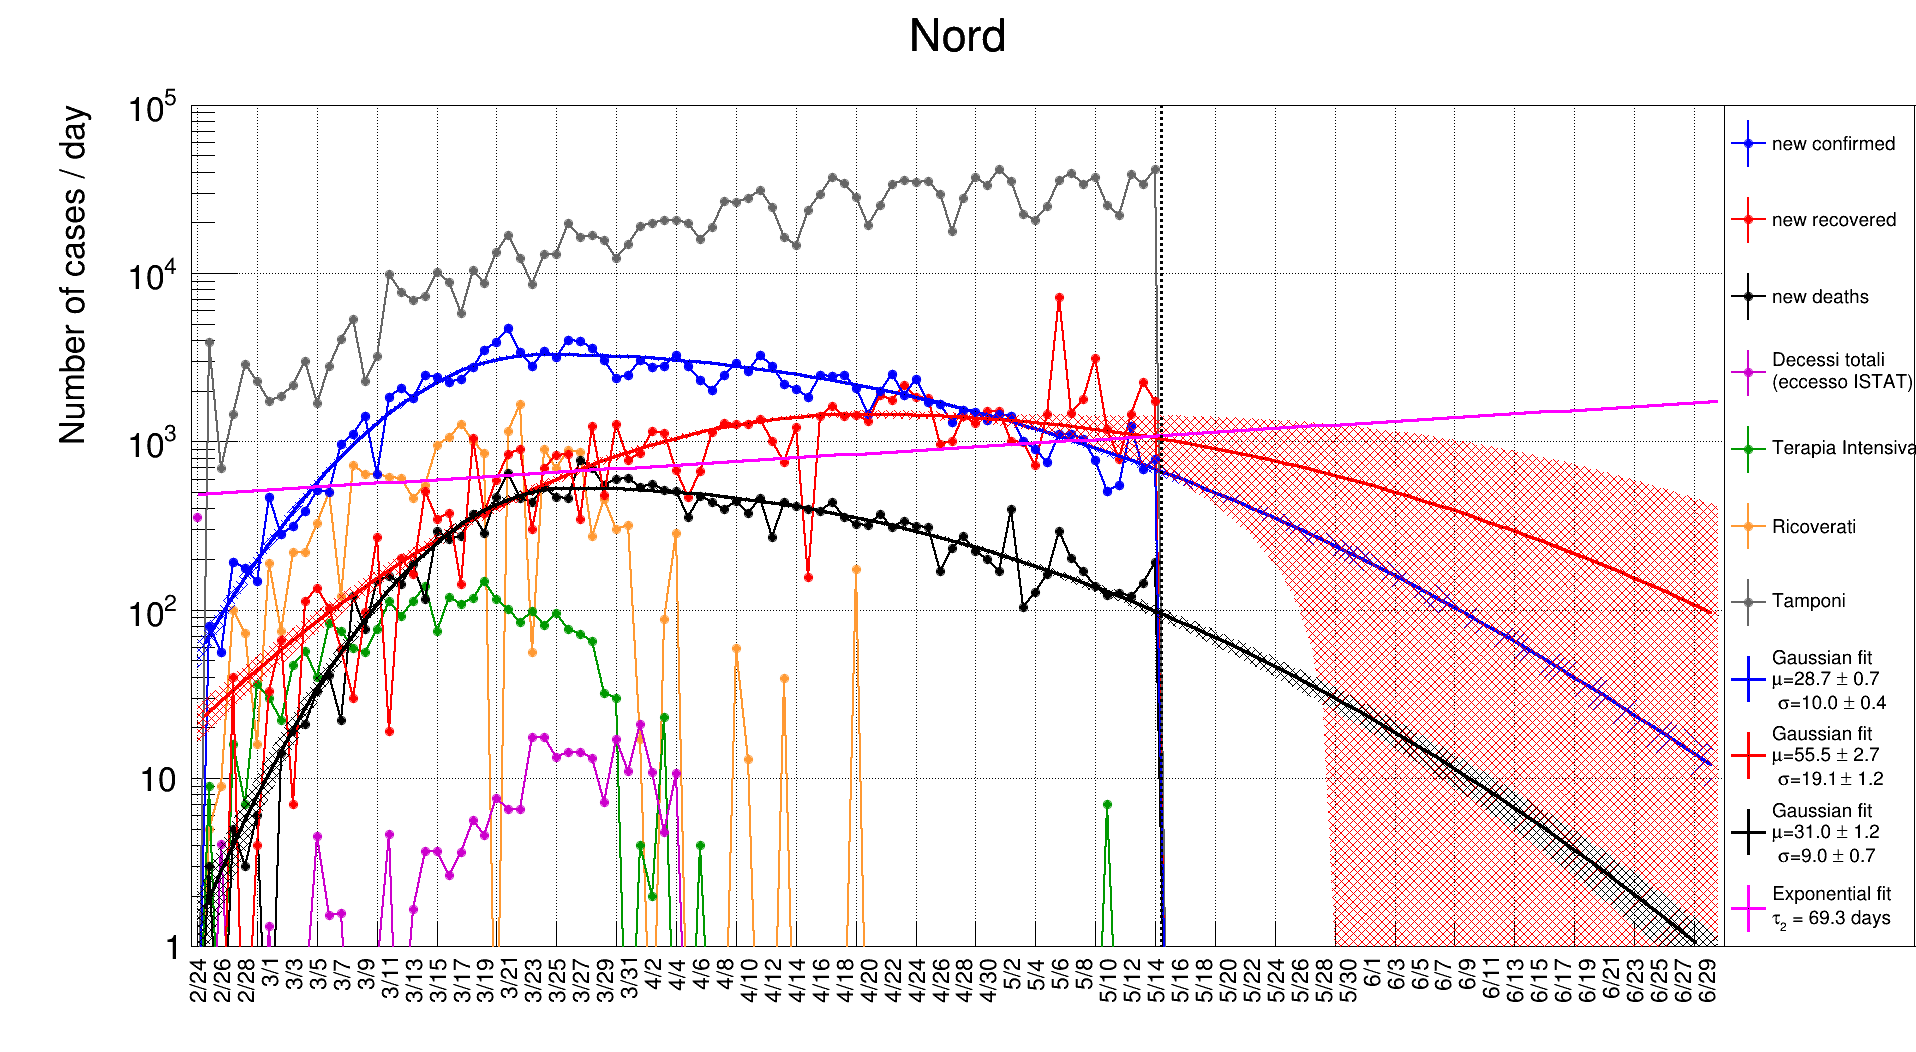 Nord
Number of cases / day
10^5
10^4
10^3
10^2
10
1
2/24 2/26 2/28 3/1 3/3 3/5 3/7 3/9 3/11 3/13 3/15 3/17 3/19 3/21 3/23 3/25 3/27 3/29 3/31 4/2 4/4 4/6 4/8 4/10 4/12 4/14 4/16 4/18 4/20 4/22 4/24 4/26 4/28 4/30 5/2 5/4 5/6 5/8 5/10 5/12 5/14 5/16 5/18 5/20 5/22 5/24 5/26 5/28 5/30 6/1 6/3 6/5 6/7 6/9 6/11 6/13 6/15 6/17 6/19 6/21 6/23 6/25 6/27 6/29
new confirmed
new recovered
new deaths
Decessi totali
(eccesso ISTAT)
Terapia Intensiva
Ricoverati
Tamponi
Gaussian fit
μ=28.7 ± 0.7
σ=10.0 ± 0.4
Gaussian fit
μ=55.5 ± 2.7
σ=19.1 ± 1.2
Gaussian fit
μ=31.0 ± 1.2
σ=9.0 ± 0.7
Exponential fit
τ_2 = 69.3 days